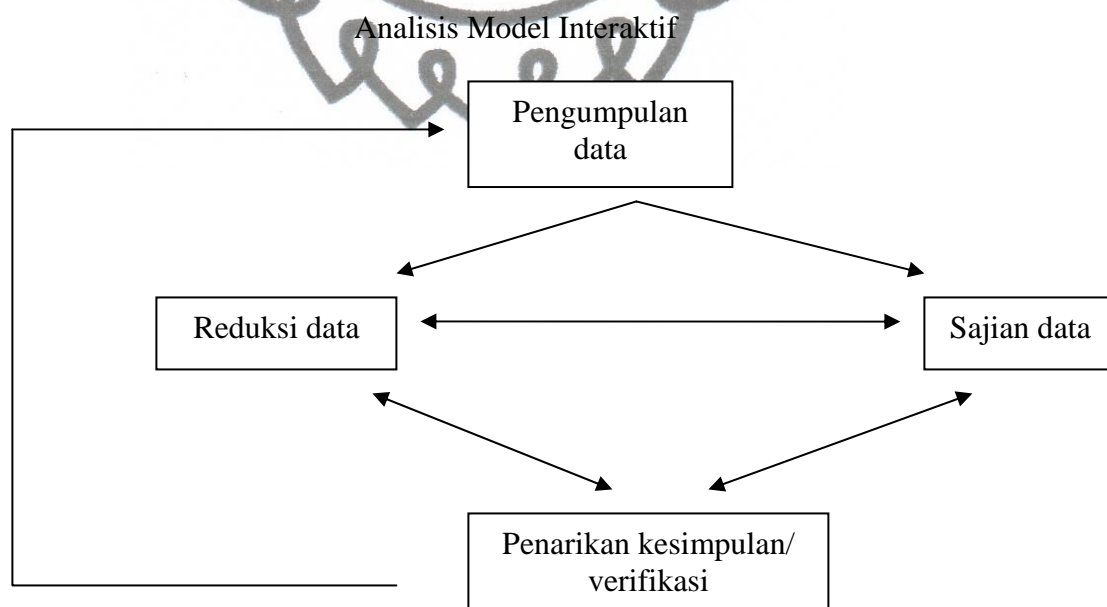 Analisis Model Interaktif
Pengumpulan
data
Reduksi data
Sajian data
Penarikan kesimpulan/
verifikasi